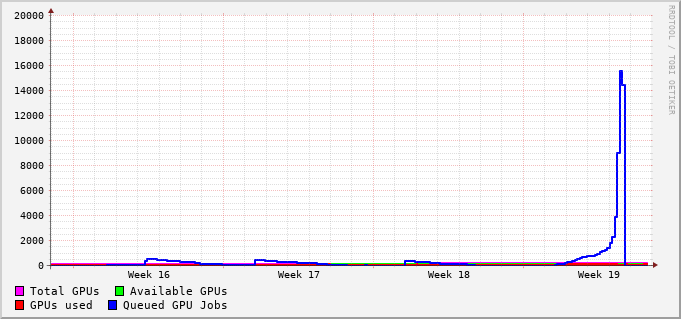 20000
18000
16000
14000
12000
10000
8000
6000
4000
2000
0
Week 16 Week 17 Week 18 Week 19
Total GPUs Available GPUs
GPUs used Queued GPU Jobs
RRDTOOL / TOBI OETIKER